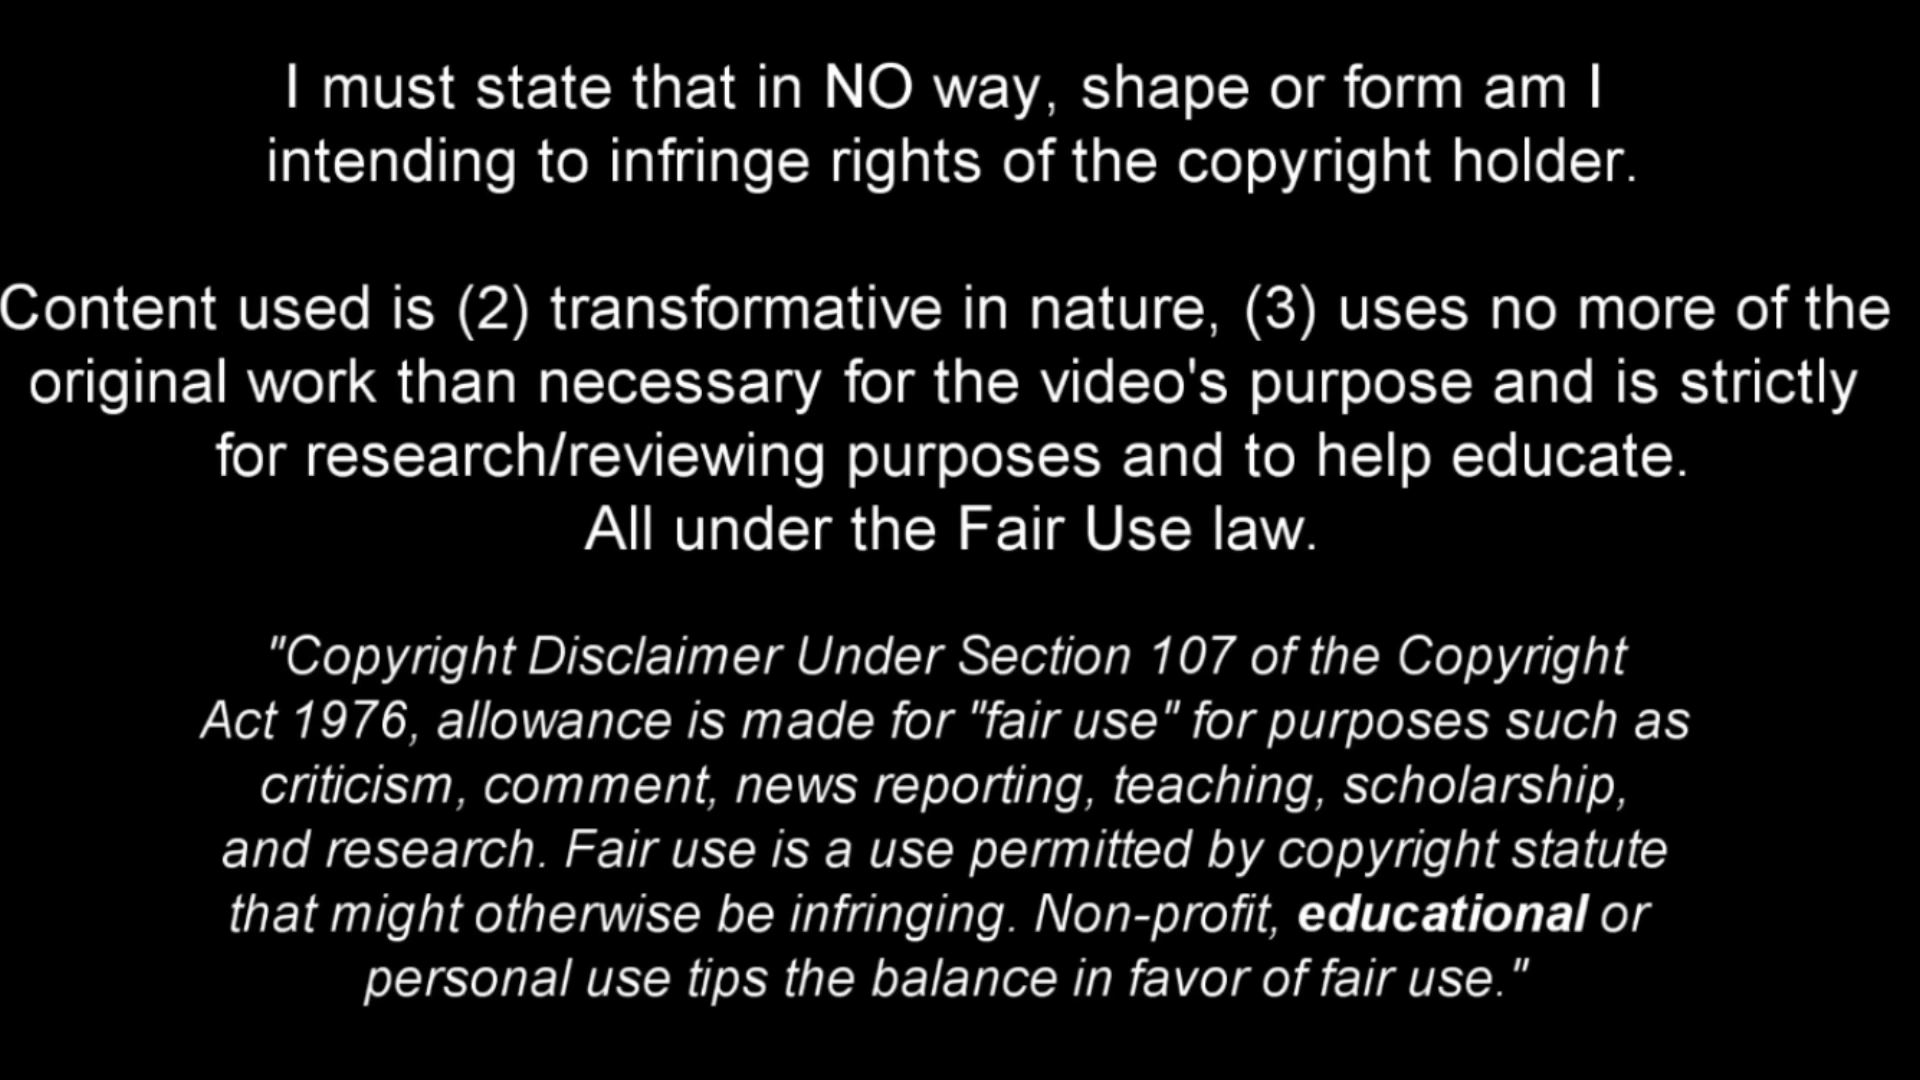 I must state that in NO way, shape or form am I
intending to infringe rights of the copyright holder.
Content used is (2) transformative in nature, (3) uses no more of the
original work than necessary for the video's purpose and is strictly
for research/reviewing purposes and to help educate.
All under the Fair Use law.
"Copyright Disclaimer Under Section 107 of the Copyright
Act 1976, allowance is made for "fair use" for purposes such as
criticism, comment, news reporting, teaching, scholarship,
and research. Fair use is a use permitted by copyright statute
that might otherwise be infringing. Non-profit, educational or
personal use tips the balance in favor of fair use."